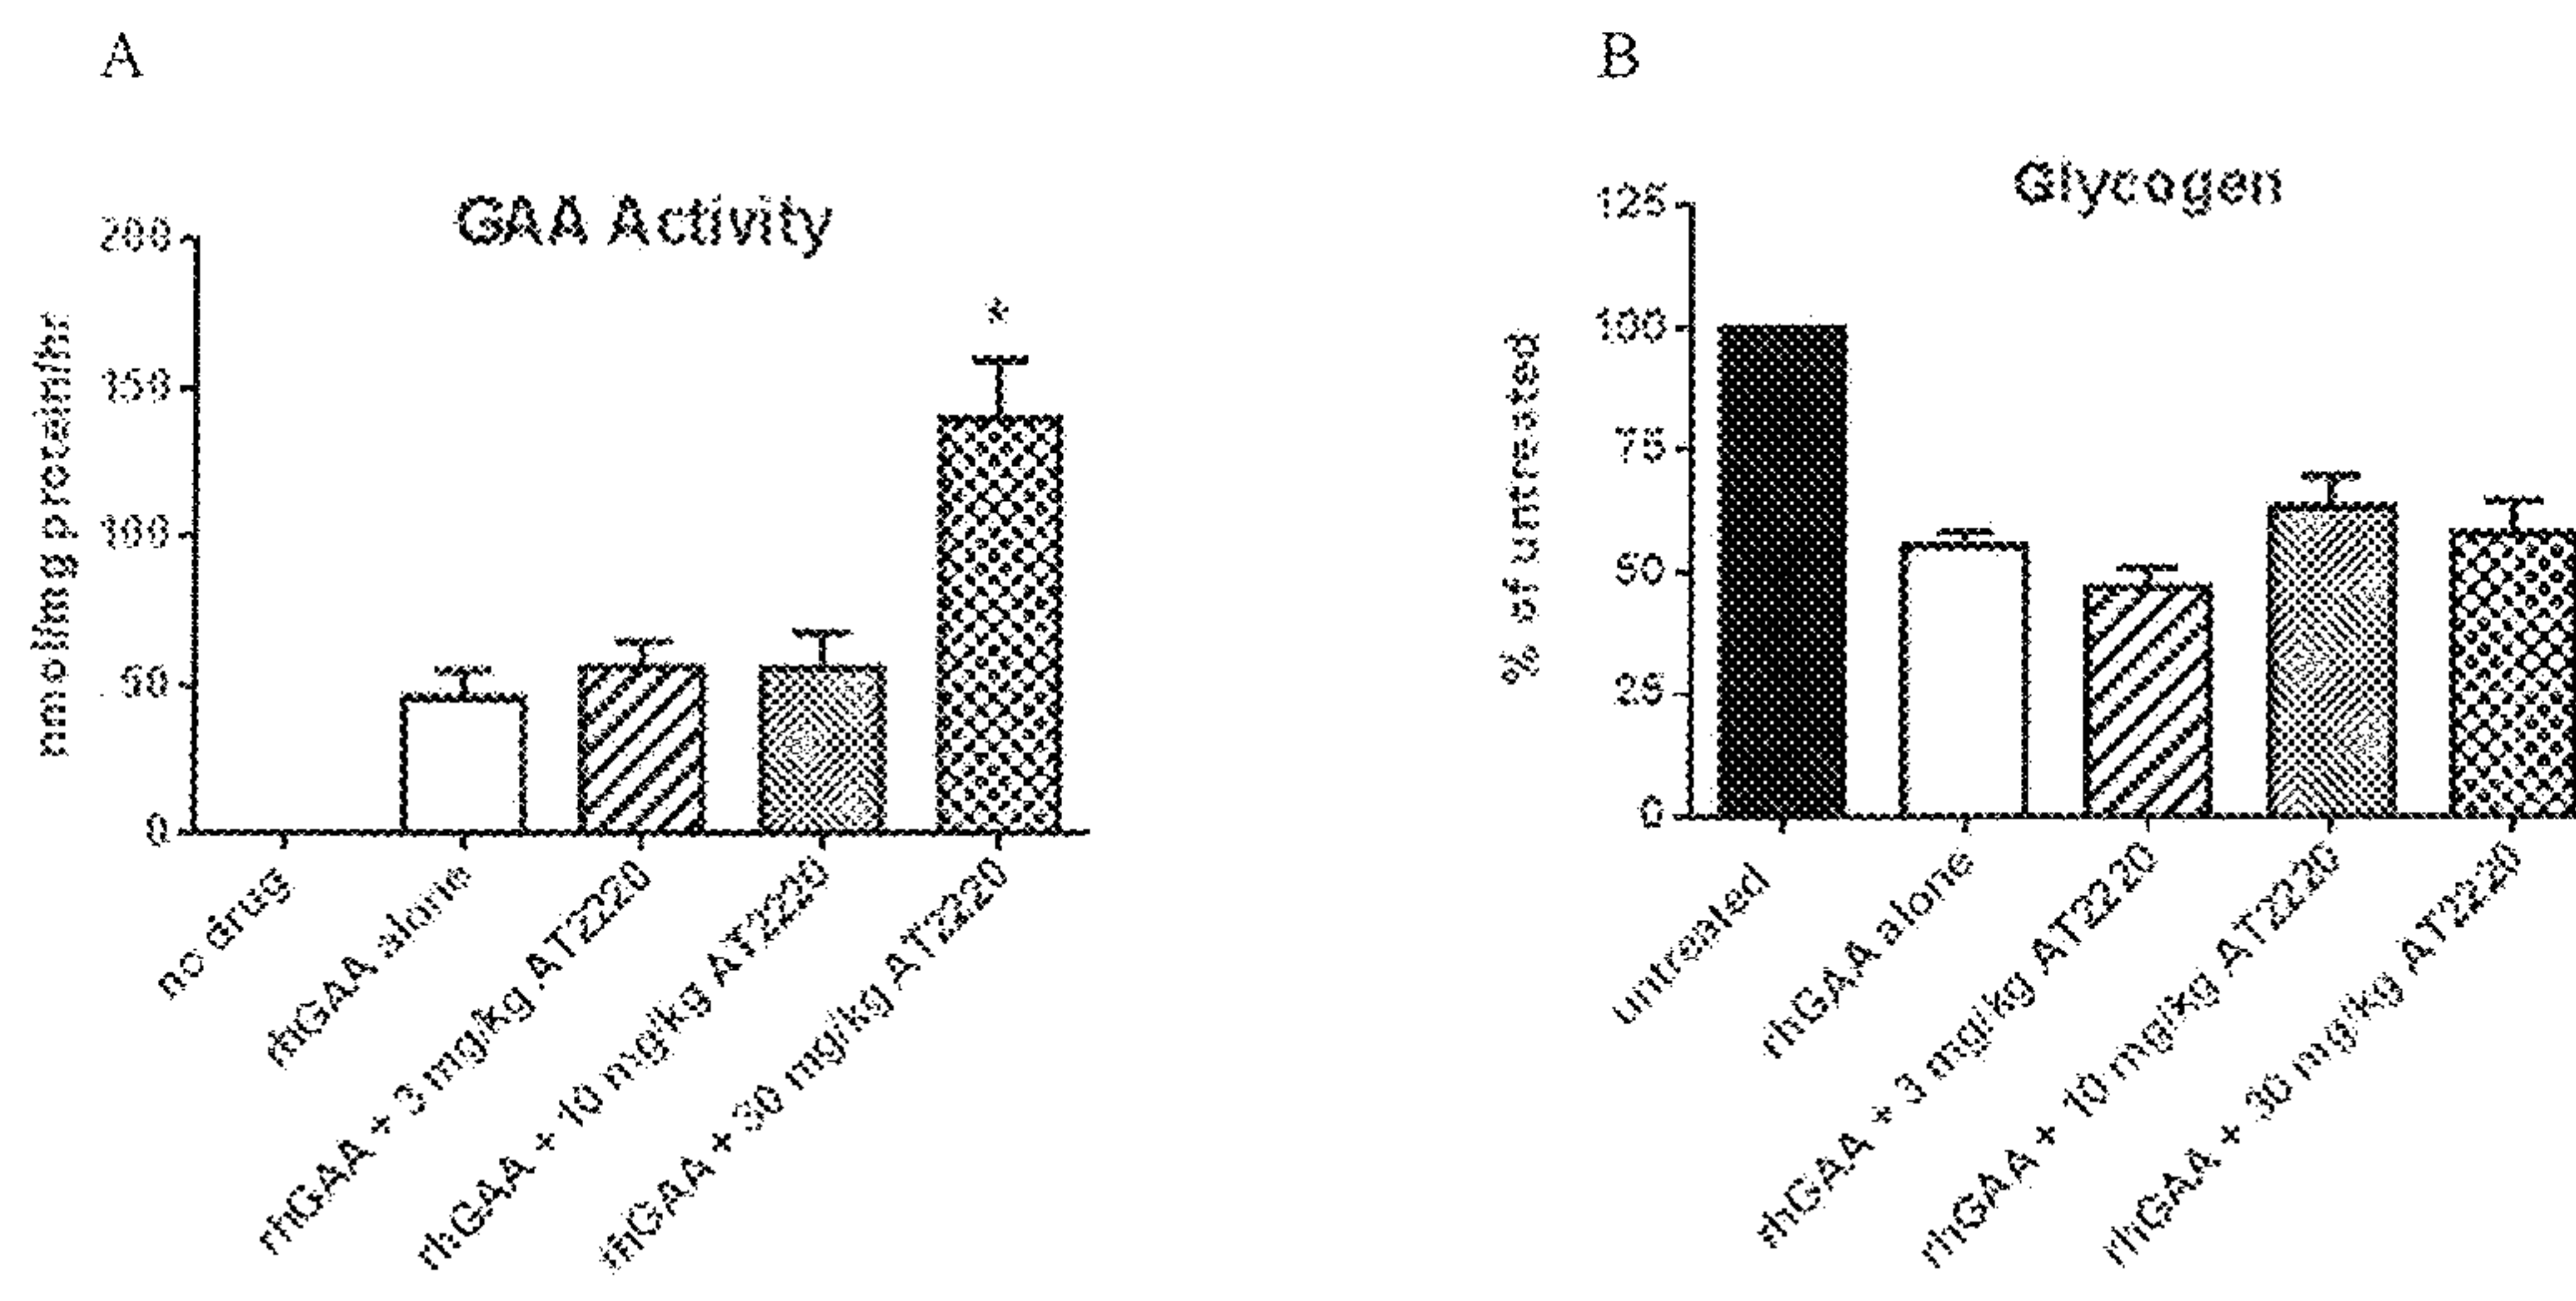 A
GAA Activity
nmol/mg protein/hr
200
150
100
50
0
*
no drug
rhGAA alone
rhGAA + 3 mg/kg AT2220
rhGAA + 10 mg/kg AT2220
rhGAA + 30 mg/kg AT2220
B
Glycogen
% of untreated
125
100
75
50
25
0
untreated
rhGAA alone
rhGAA + 3 mg/kg AT2220
rhGAA + 10 mg/kg AT2220
rhGAA + 30 mg/kg AT2220